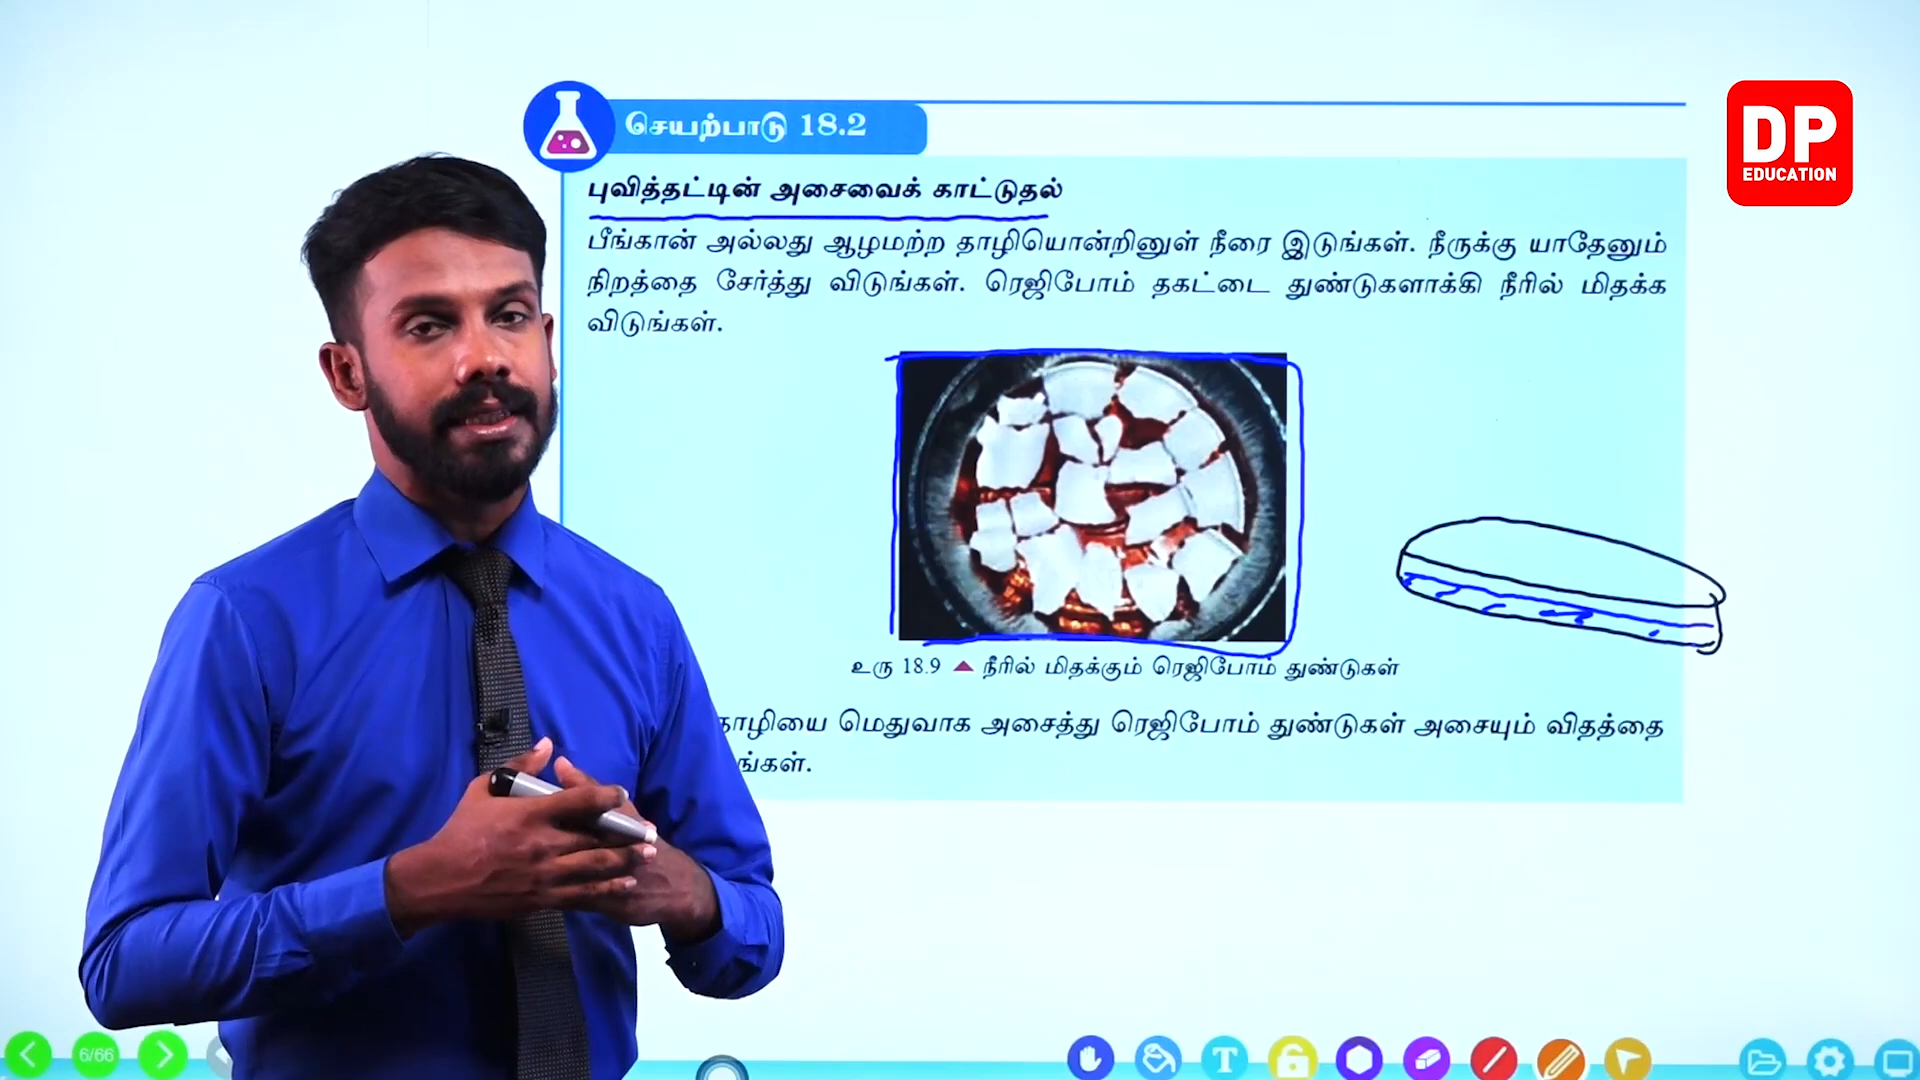 செயற்பாடு 18.2
DP
EDUCATION
புவித்தட்டின் அசைவைக் காட்டுதல்
பீங்கான் அல்லது ஆழமற்ற தாழியொன்றினுள் நீரை இடுங்கள். நீருக்கு யாதேனும்
நிறத்தை சேர்த்து விடுங்கள். ரெஜிபோம் தகட்டை துண்டுகளாக்கி நீரில் மிதக்க
விடுங்கள்.
உரு 18.9 ▲ நீரில் மிதக்கும் ரெஜிபோம் துண்டுகள்
மெதுவாக அசைத்து ரெஜிபோம் துண்டுகள் அசையும் விதத்தை
6/66
T